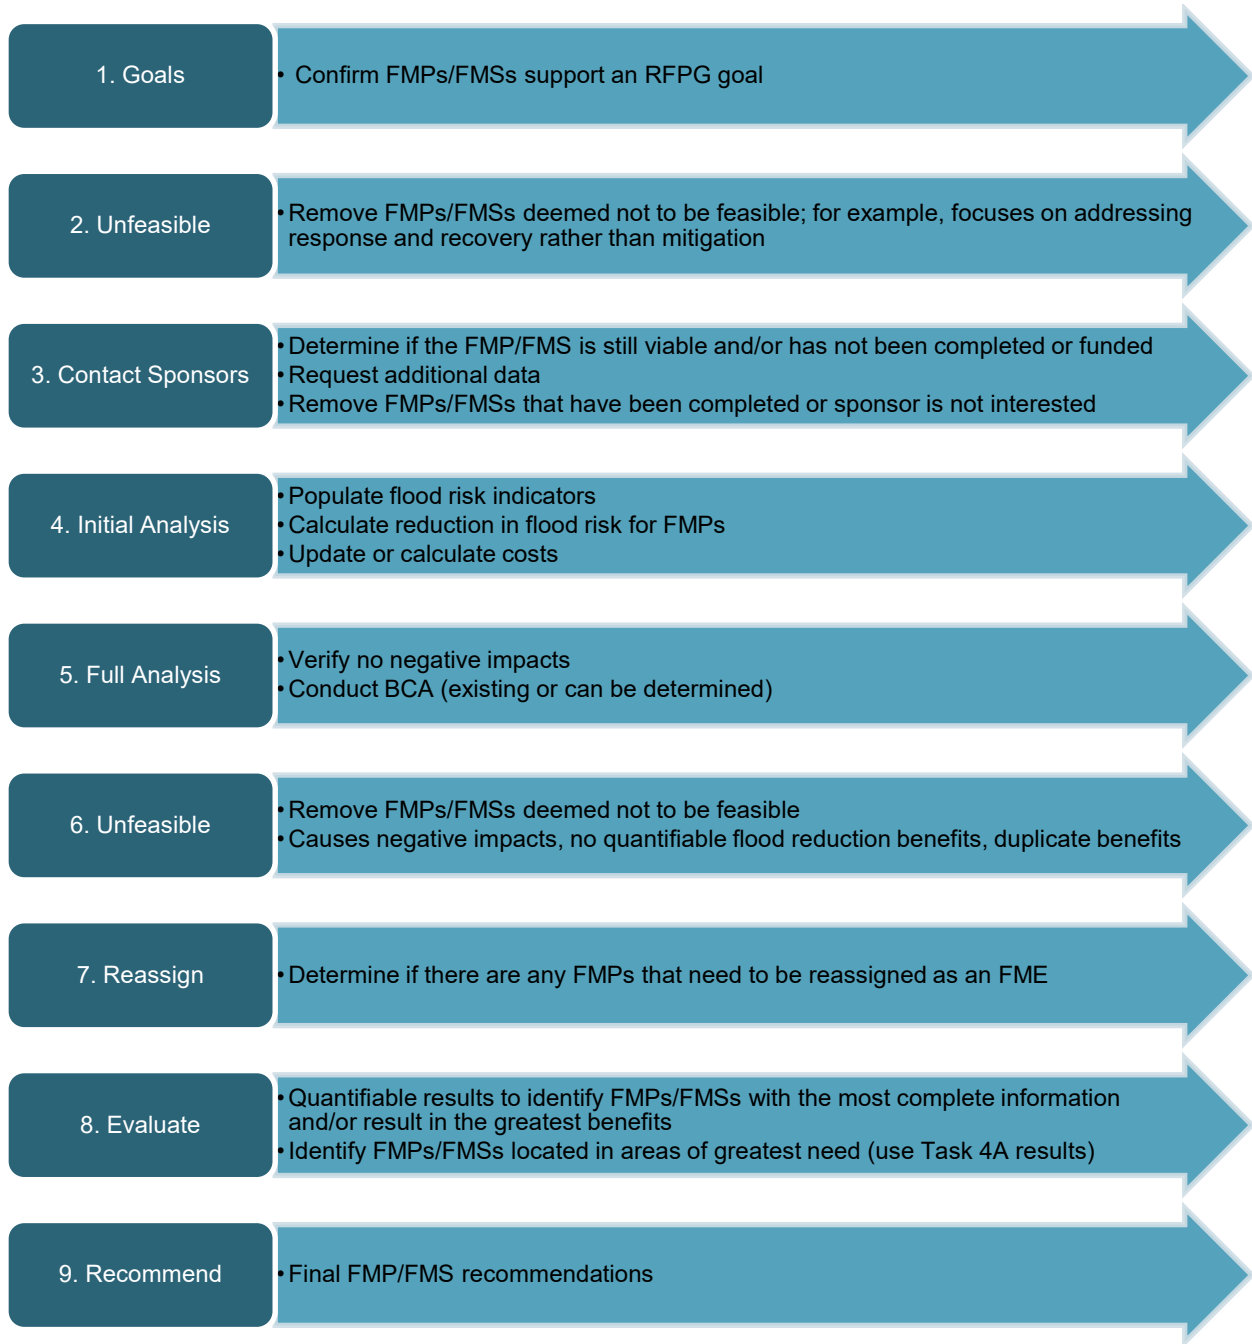 1. Goals
• Confirm FMPs/FMSs support an RFPG goal
2. Unfeasible
• Remove FMPs/FMSs deemed not to be feasible; for example, focuses on addressing
response and recovery rather than mitigation
3. Contact Sponsors
• Determine if the FMP/FMS is still viable and/or has not been completed or funded
• Request additional data
• Remove FMPs/FMSs that have been completed or sponsor is not interested
4. Initial Analysis
• Populate flood risk indicators
• Calculate reduction in flood risk for FMPs
• Update or calculate costs
5. Full Analysis
• Verify no negative impacts
• Conduct BCA (existing or can be determined)
6. Unfeasible
• Remove FMPs/FMSs deemed not to be feasible
• Causes negative impacts, no quantifiable flood reduction benefits, duplicate benefits
7. Reassign
• Determine if there are any FMPs that need to be reassigned as an FME
8. Evaluate
• Quantifiable results to identify FMPs/FMSs with the most complete information
and/or result in the greatest benefits
• Identify FMPs/FMSs located in areas of greatest need (use Task 4A results)
9. Recommend
• Final FMP/FMS recommendations